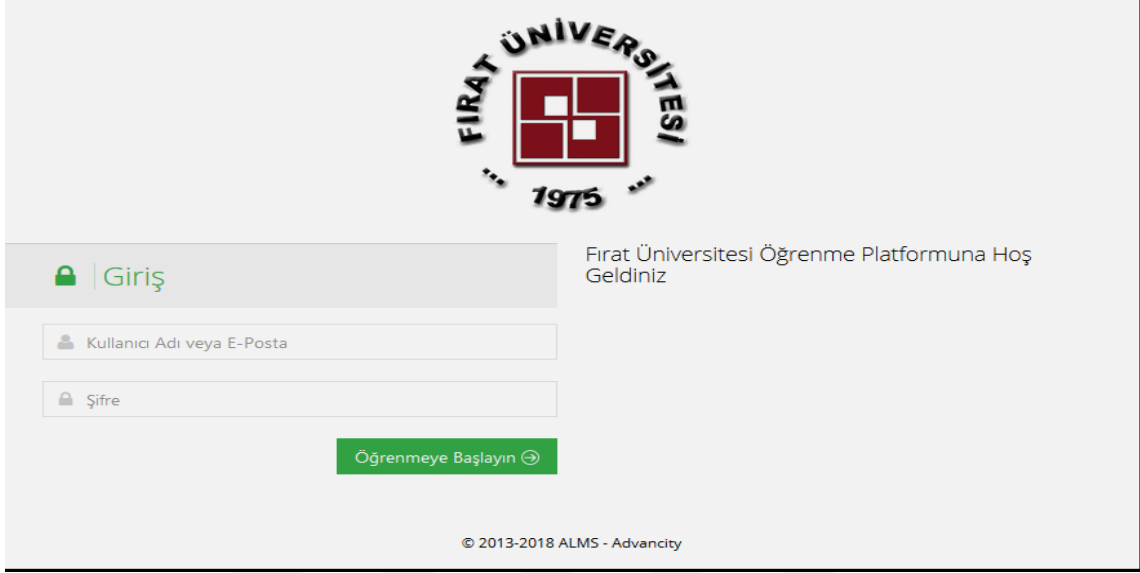 FIRAT ÜNİVERSİTESİ
... 1975 ...
Giriş
Kullanıcı Adı veya E-Posta
Şifre
Öğrenmeye Başlayın
Fırat Üniversitesi Öğrenme Platformuna Hoş
Geldiniz
© 2013-2018 ALMS - Advancity